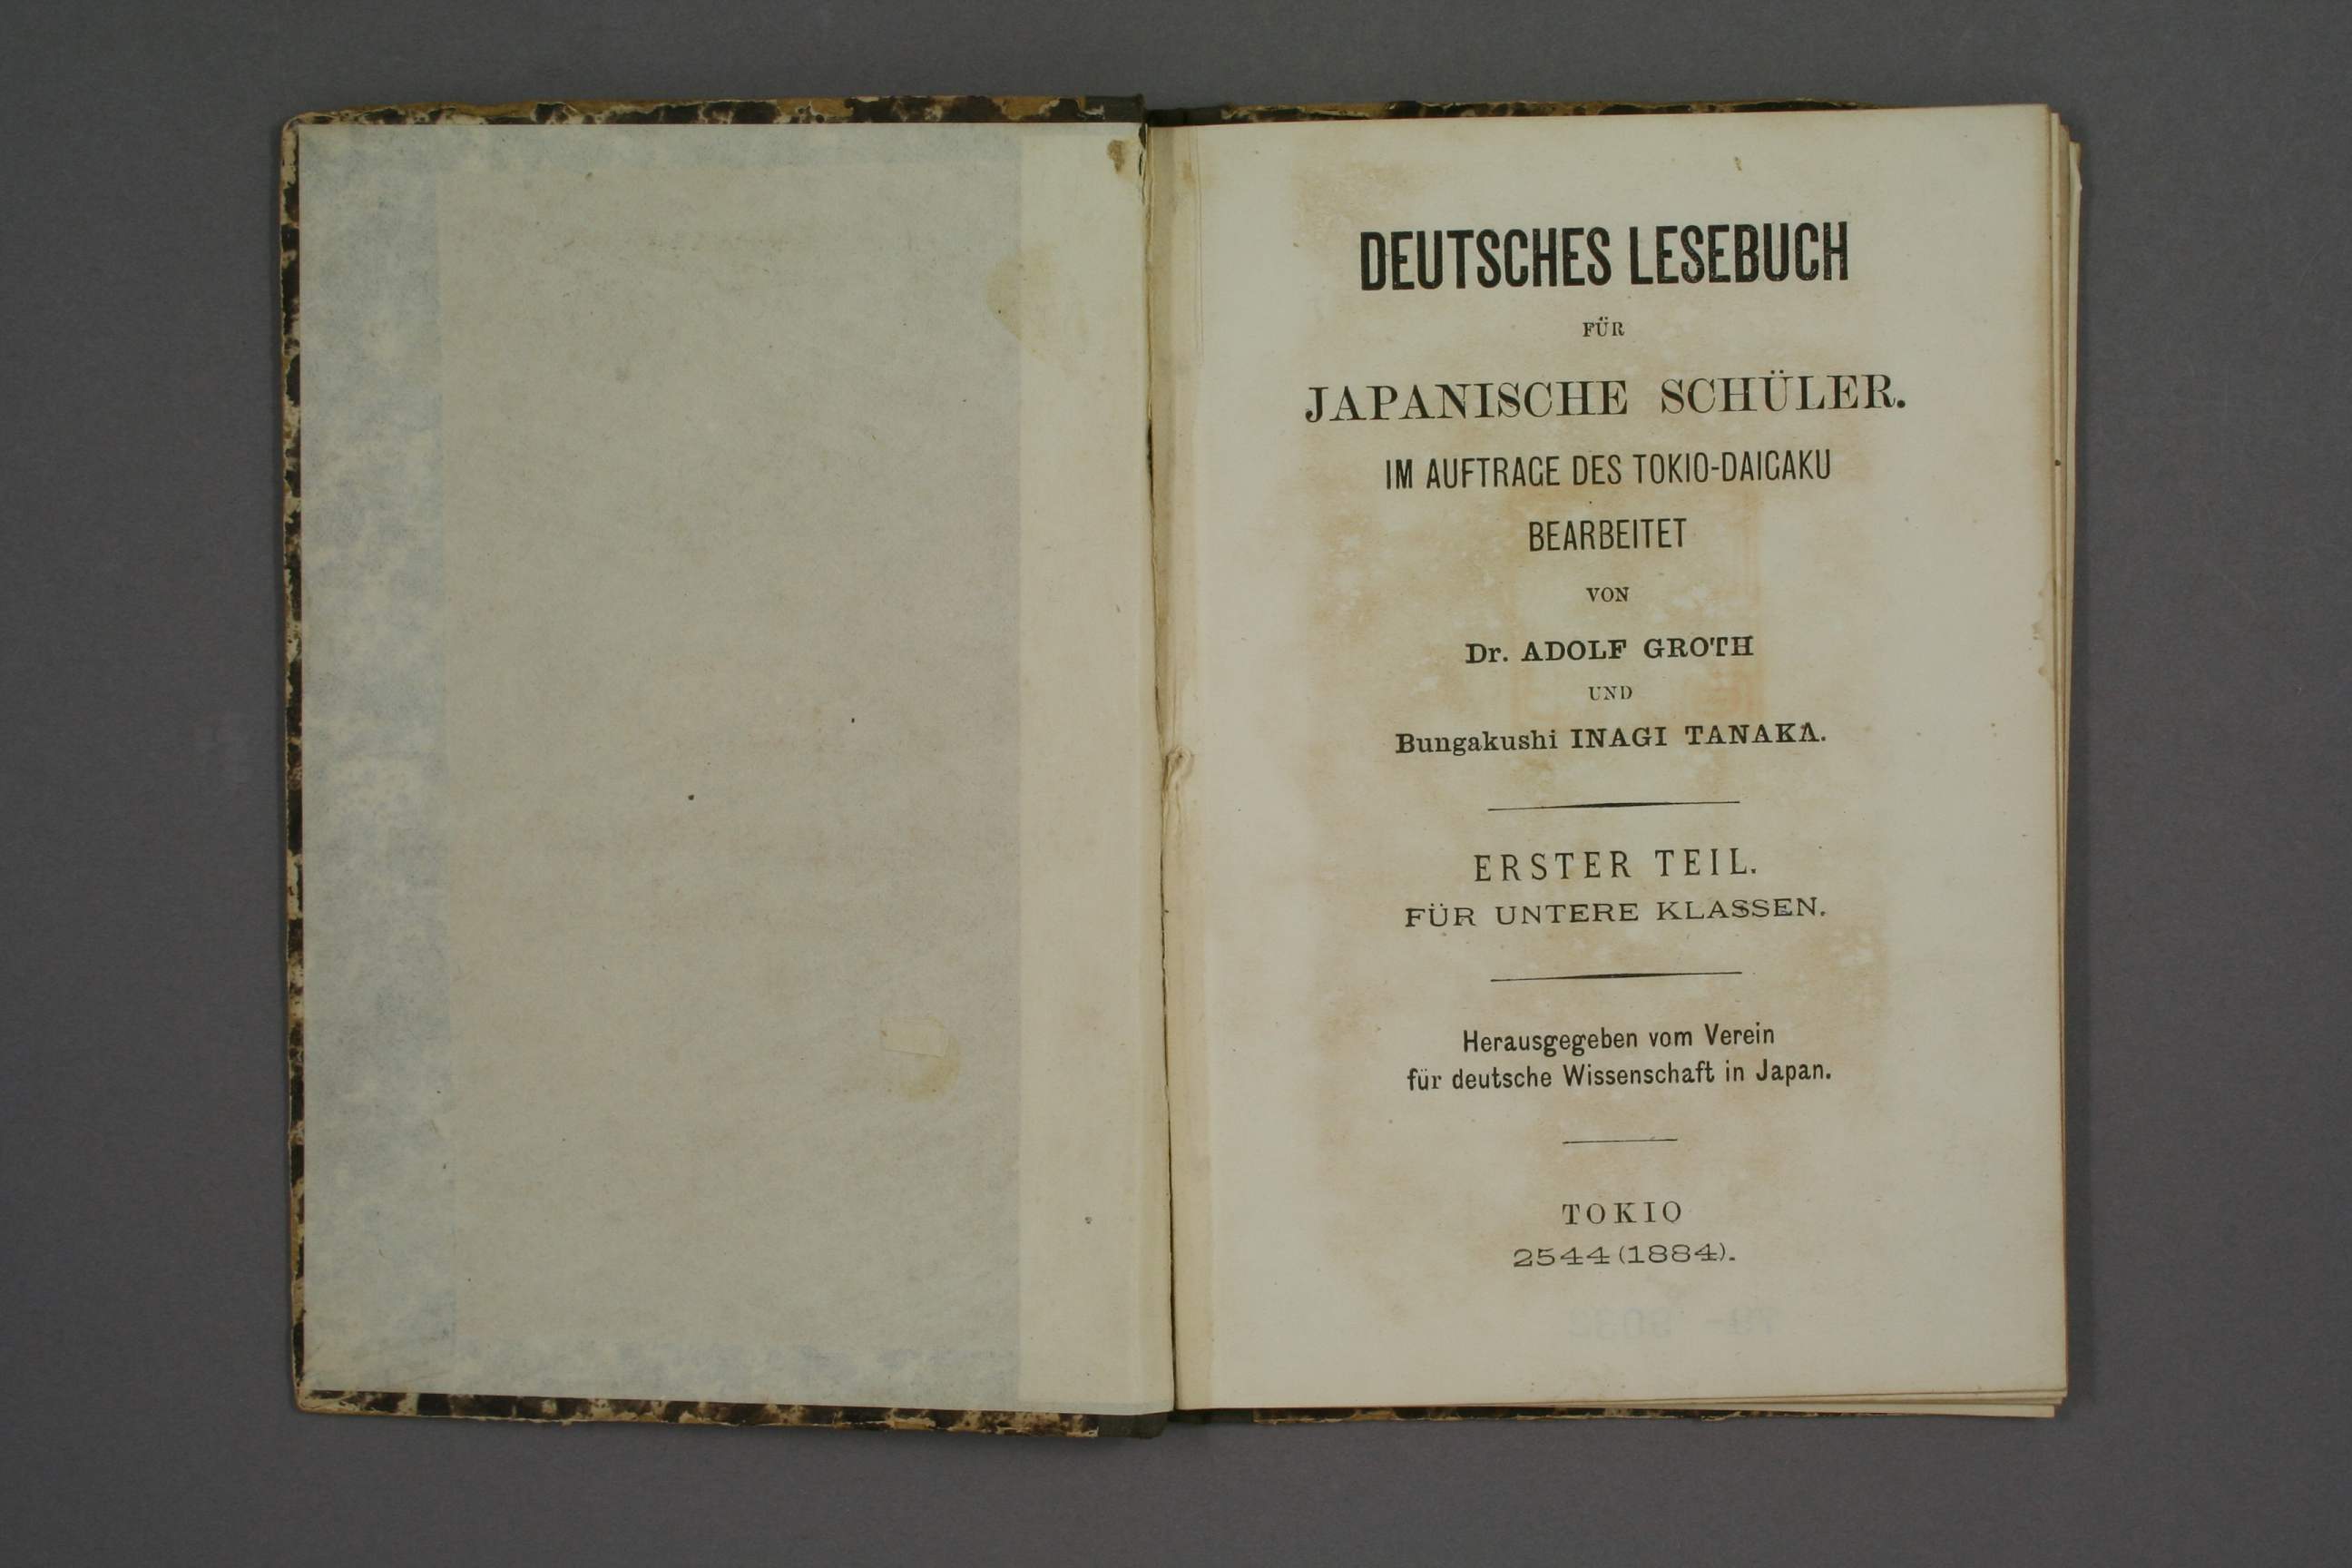 DEUTSCHES LESEBUCH
FÜR
JAPANISCHE SCHÜLER.
IM AUFTRAGE DES TOKIO-DAIGAKU
BEARBEITET
VON
Dr. ADOLF GROTH
UND
Bungakushi INAGI TANAKA.
ERSTER TEIL.
FÜR UNTERE KLASSEN.
Herausgegeben vom Verein
für deutsche Wissenschaft in Japan.
TOKIO
2544 (1884).